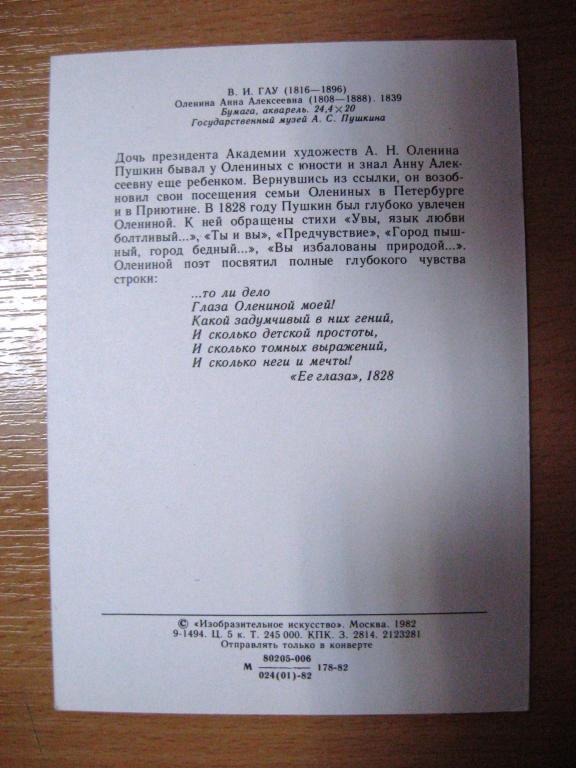 В. И. ГАУ (1816—1896)
Оленина Анна Алексеевна (1808—1888). 1839
Бумага, акварель. 24,4×20
Государственный музей А. С. Пушкина
Дочь президента Академии художеств А. Н. Оленина
Пушкин бывал у Олениных с юности и знал Анну Алек-
сеевну еще ребенком. Вернувшись из ссылки, он возоб-
новил свои посещения семьи Олениных в Петербурге
и в Приютине. В 1828 году Пушкин был глубоко увлечен
Олениной. К ней обращены стихи «Увы, язык любви
болтливый...», «Ты и вы», «Предчувствие», «Город пыш-
ный, город бедный...», «Вы избалованы природой...».
Олениной поэт посвятил полные глубокого чувства
строки:
...то ли дело
Глаза Олениной моей!
Какой задумчивый в них гений,
И сколько детской простоты,
И сколько томных выражений,
И сколько неги и мечты!
«Ее глаза», 1828
© «Изобразительное искусство». Москва. 1982
9-1494. Ц. 5 к. Т. 245 000. КПК. З. 2814. 2123281
Отправлять только в конверте
80205-006
М 178-82
024(01)-82